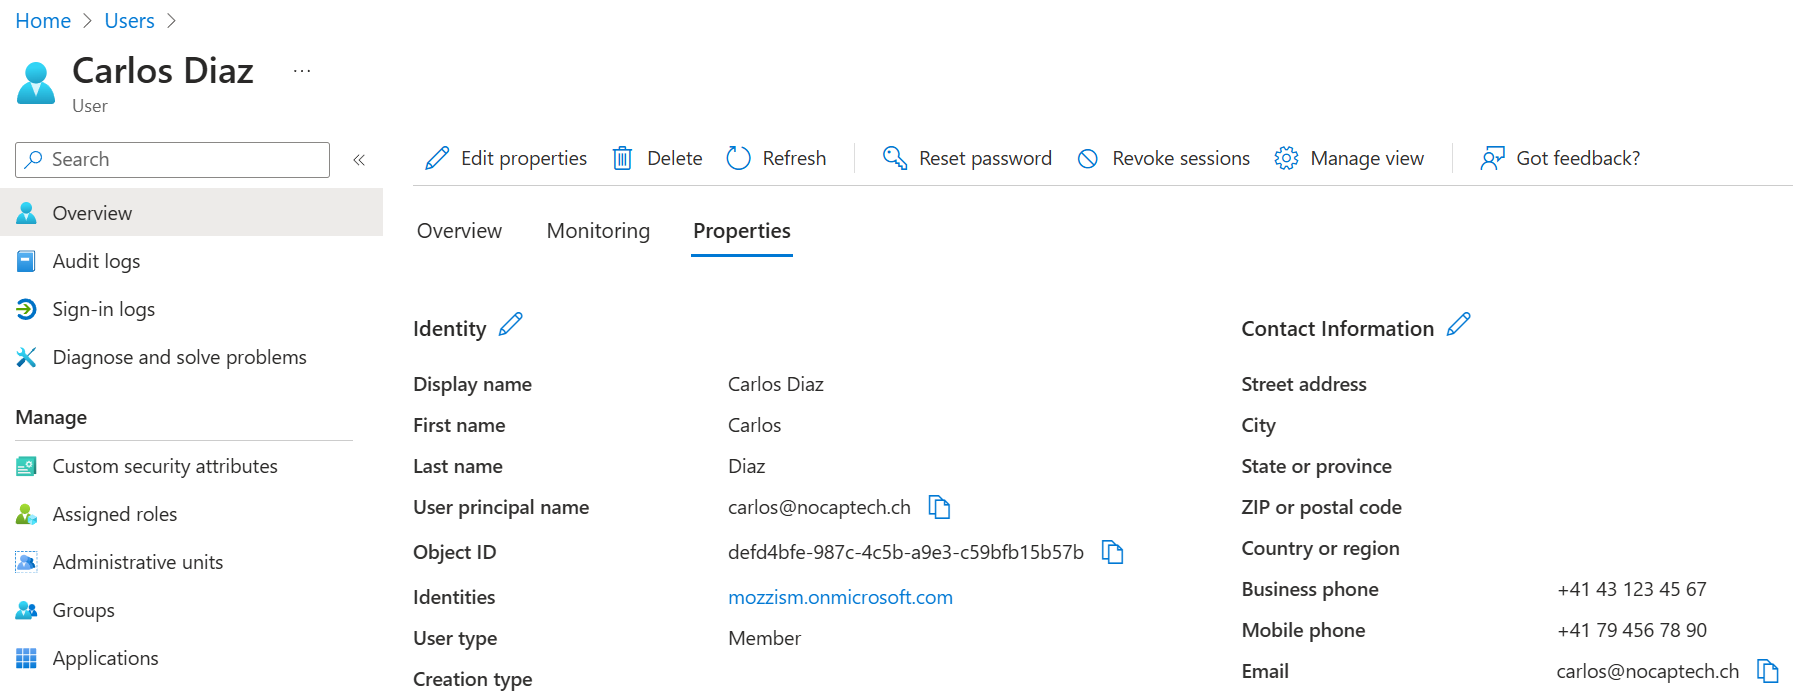 Home > Users >
Carlos Diaz ...
User
Search «
Overview
Audit logs
Sign-in logs
Diagnose and solve problems
Manage
Custom security attributes
Assigned roles
Administrative units
Groups
Applications
Edit properties Delete Refresh Reset password Revoke sessions Manage view Got feedback?
Overview Monitoring Properties
Identity
Display name Carlos Diaz
First name Carlos
Last name Diaz
User principal name carlos@nocaptech.ch
Object ID defd4bfe-987c-4c5b-a9e3-c59bfb15b57b
Identities mozzism.onmicrosoft.com
User type Member
Creation type
Contact Information
Street address
City
State or province
ZIP or postal code
Country or region
Business phone +41 43 123 45 67
Mobile phone +41 79 456 78 90
Email carlos@nocaptech.ch